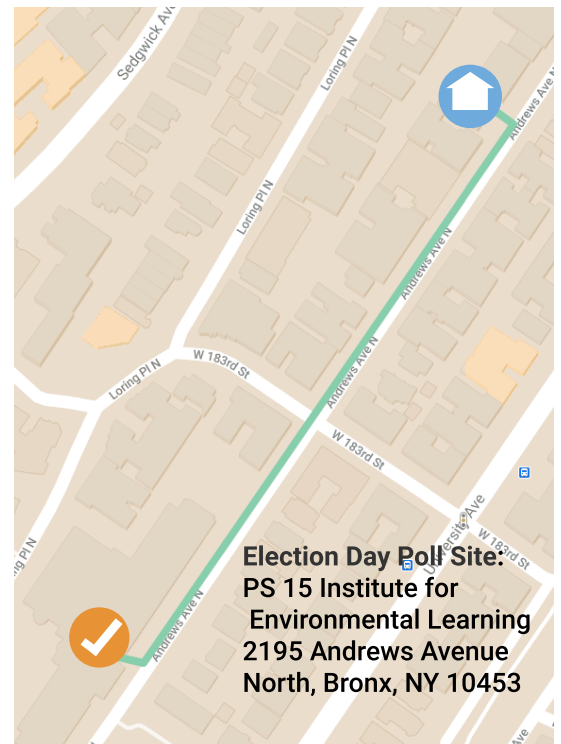 Sedgwick Av
Loring Pl N
Andrews Ave N
Loring Pl N
Andrews Ave N
Andrews Ave N
W 183rd St
Loring Pl N
W 183rd St
University Ave
W 183rd St
ng Pl N
Andrews Ave N
Election Day Poll Site:
PS 15 Institute for
Environmental Learning
2195 Andrews Avenue
North, Bronx, NY 10453
Ave